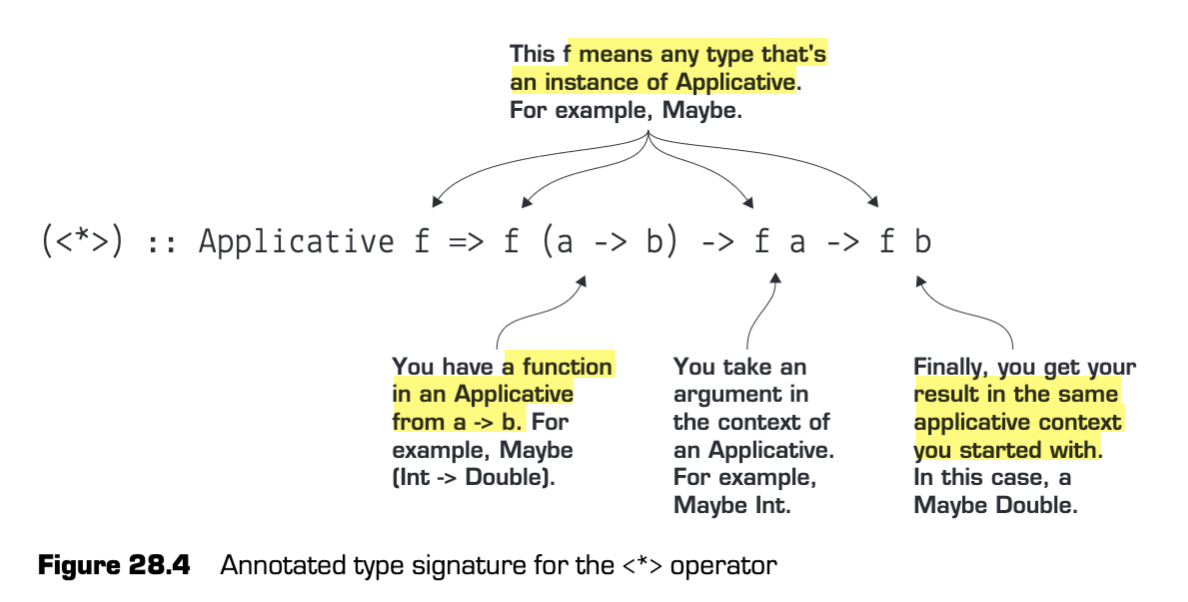 This f means any type that's
an instance of Applicative.
For example, Maybe.
(<*>) :: Applicative f => f (a -> b) -> f a -> f b
You have a function
in an Applicative
from a -> b. For
example, Maybe
(Int -> Double).
You take an
argument in
the context of
an Applicative.
For example,
Maybe Int.
Finally, you get your
result in the same
applicative context
you started with.
In this case, a
Maybe Double.
Figure 28.4 Annotated type signature for the <*> operator